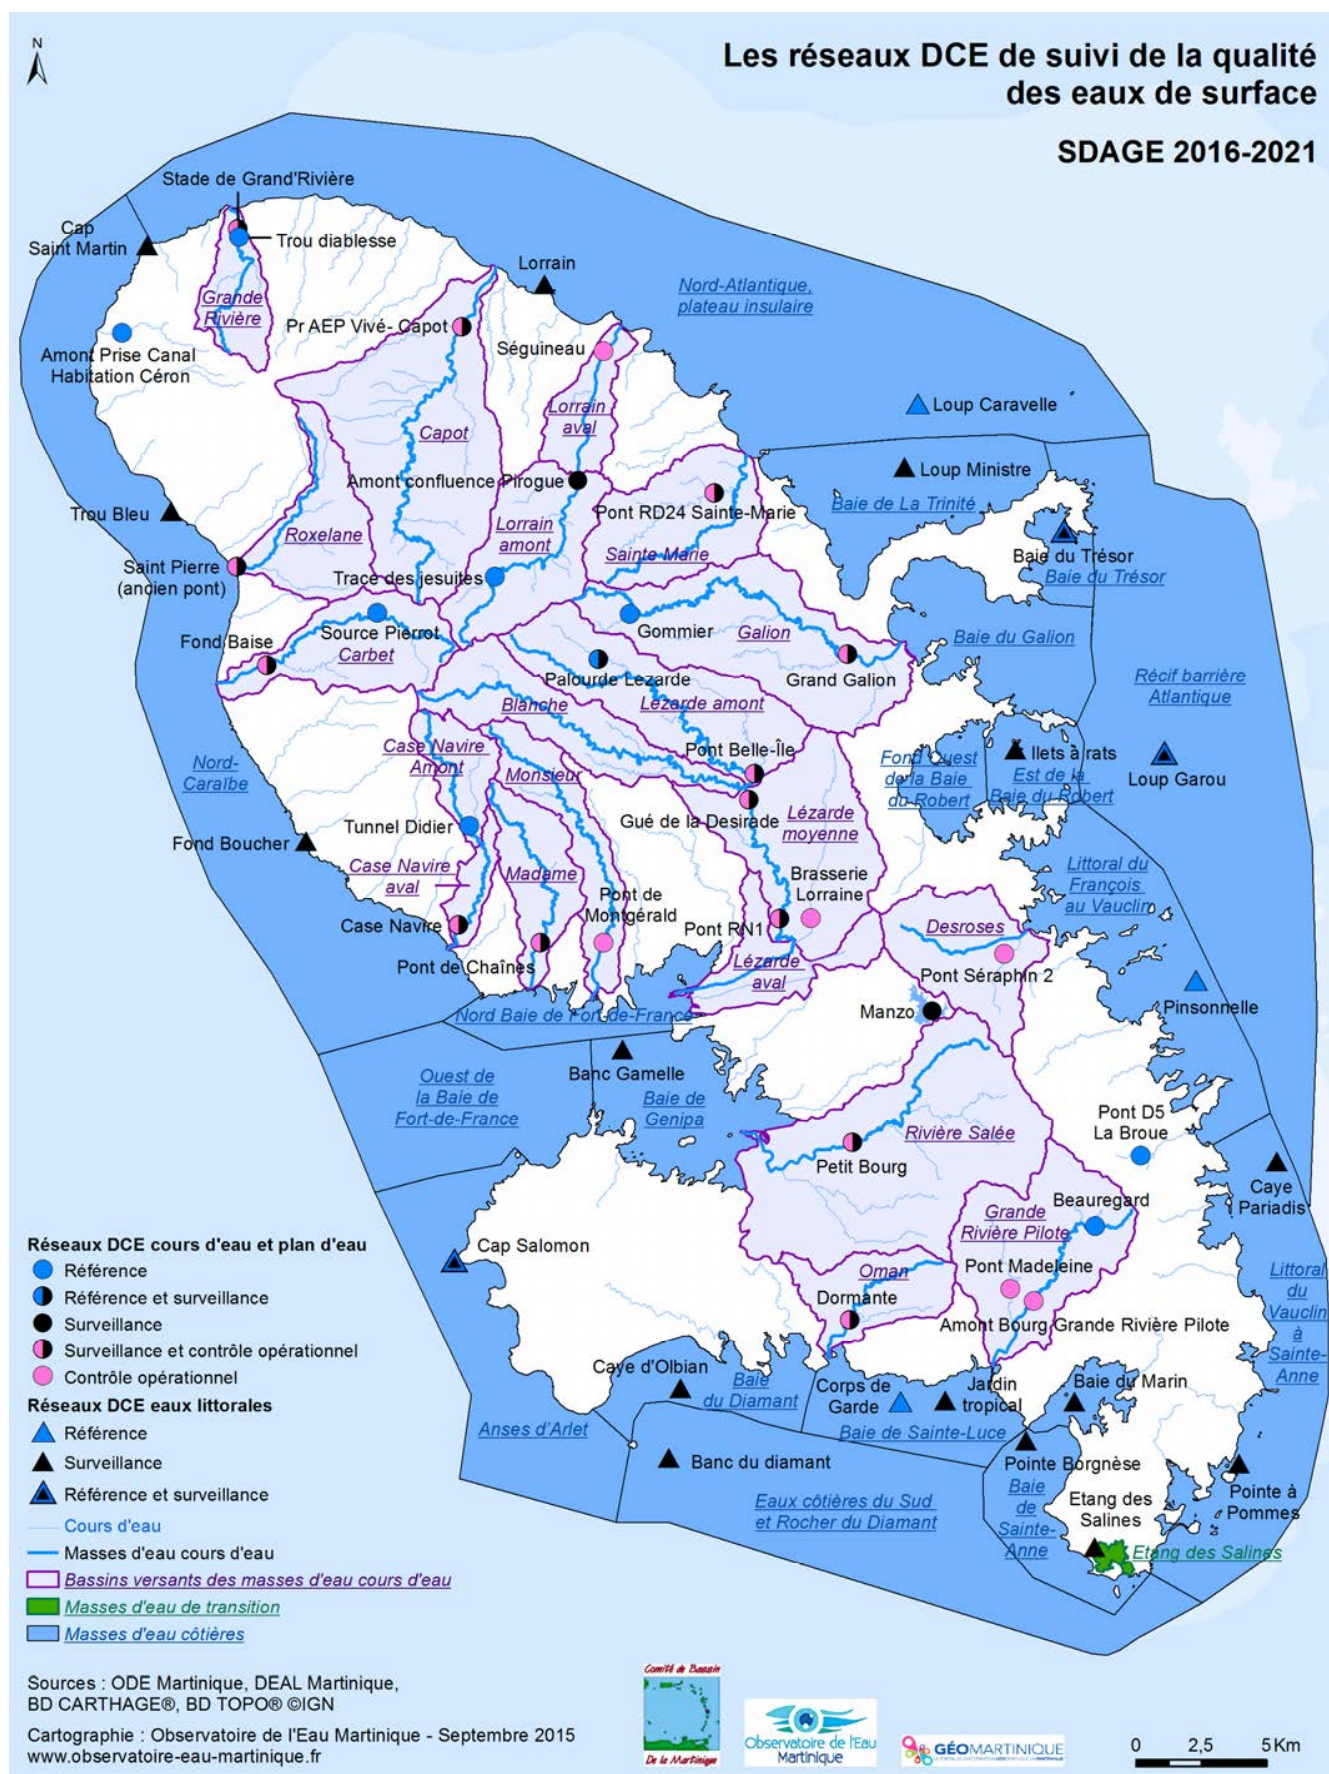 N
Les réseaux DCE de suivi de la qualité
des eaux de surface
SDAGE 2016-2021
Stade de Grand'Rivière
Cap
Saint Martin
Trou diablesse
Lorrain
Nord-Atlantique,
plateau insulaire
Grande
Rivière
Pr AEP Vivé- Capot
Amont Prise Canal
Habitation Céron
Séguineau
Loup Caravelle
Lorrain
aval
Capot
Loup Ministre
Amont confluence Pirogue
Baie de La Trinité
Trou Bleu
Pont RD24 Sainte-Marie
Roxelane
Lorrain
amont
Sainte Marie
Baie du Trésor
Baie du Trésor
Saint Pierre
(ancien pont)
Trace des jesuites
Fond Baise
Source Pierrot
Carbet
Gommier
Galion
Baie du Galion
Palourde Lezarde
Grand Galion
Récif barrière
Atlantique
Blanche
Lézarde amont
Case Navire
Amont
Monsieur
Pont Belle-Île
Fond Ouest
de la Baie
du Robert
Ilets à rats
Est de la
Baie du Robert
Loup Garou
Nord-
Caraïbe
Gué de la Desirade
Lézarde
moyenne
Tunnel Didier
Fond Boucher
Case Navire
aval
Madame
Brasserie
Lorraine
Littoral du
François
au Vauclin
Pont de
Montgérald
Case Navire
Pont RN1
Desroses
Pont de Chaînes
Lézarde
aval
Pont Séraphin 2
Pinsonnelle
Nord Baie de Fort-de-France
Manzo
Banc Gamelle
Ouest de
la Baie de
Fort-de-France
Baie de
Genipa
Pont D5
La Broue
Rivière Salée
Petit Bourg
Caye
Pariadis
Beauregard
Grande
Rivière Pilote
Cap Salomon
Pont Madeleine
Oman
Dormante
Littoral
du
Vauclin
à
Sainte-
Anne
Amont Bourg Grande Rivière Pilote
Caye d'Olbian
Baie
du Diamant
Corps de
Garde
Jardin
tropical
Baie du Marin
Anses d'Arlet
Baie de Sainte-Luce
Banc du diamant
Pointe Borgnèse
Baie
de
Sainte-
Anne
Pointe à
Pommes
Eaux côtières du Sud
et Rocher du Diamant
Etang des
Salines
Etang des Salines
Réseaux DCE cours d'eau et plan d'eau
Référence
Référence et surveillance
Surveillance
Surveillance et contrôle opérationnel
Contrôle opérationnel
Réseaux DCE eaux littorales
Référence
Surveillance
Référence et surveillance
Cours d'eau
Masses d'eau cours d'eau
Bassins versants des masses d'eau cours d'eau
Masses d'eau de transition
Masses d'eau côtières
Sources : ODE Martinique, DEAL Martinique,
BD CARTHAGE®, BD TOPO® ©IGN
Cartographie : Observatoire de l'Eau Martinique - Septembre 2015
www.observatoire-eau-martinique.fr
Comité de Bassin
De la Martinique
Observatoire de l'Eau
Martinique
GÉOMARTINIQUE
0 2,5 5 Km